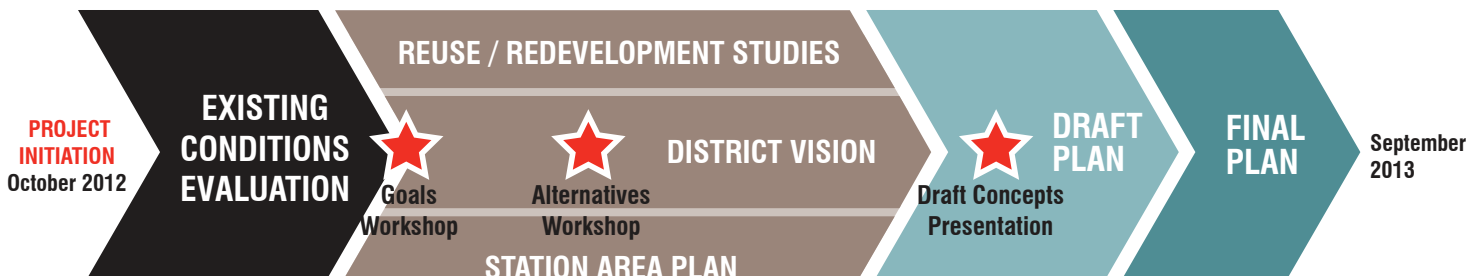 PROJECT
INITIATION
October 2012
EXISTING
CONDITIONS
EVALUATION
REUSE / REDEVELOPMENT STUDIES
DISTRICT VISION
Goals
Workshop
Alternatives
Workshop
STATION AREA PLAN
DRAFT
PLAN
Draft Concepts
Presentation
FINAL
PLAN
September
2013